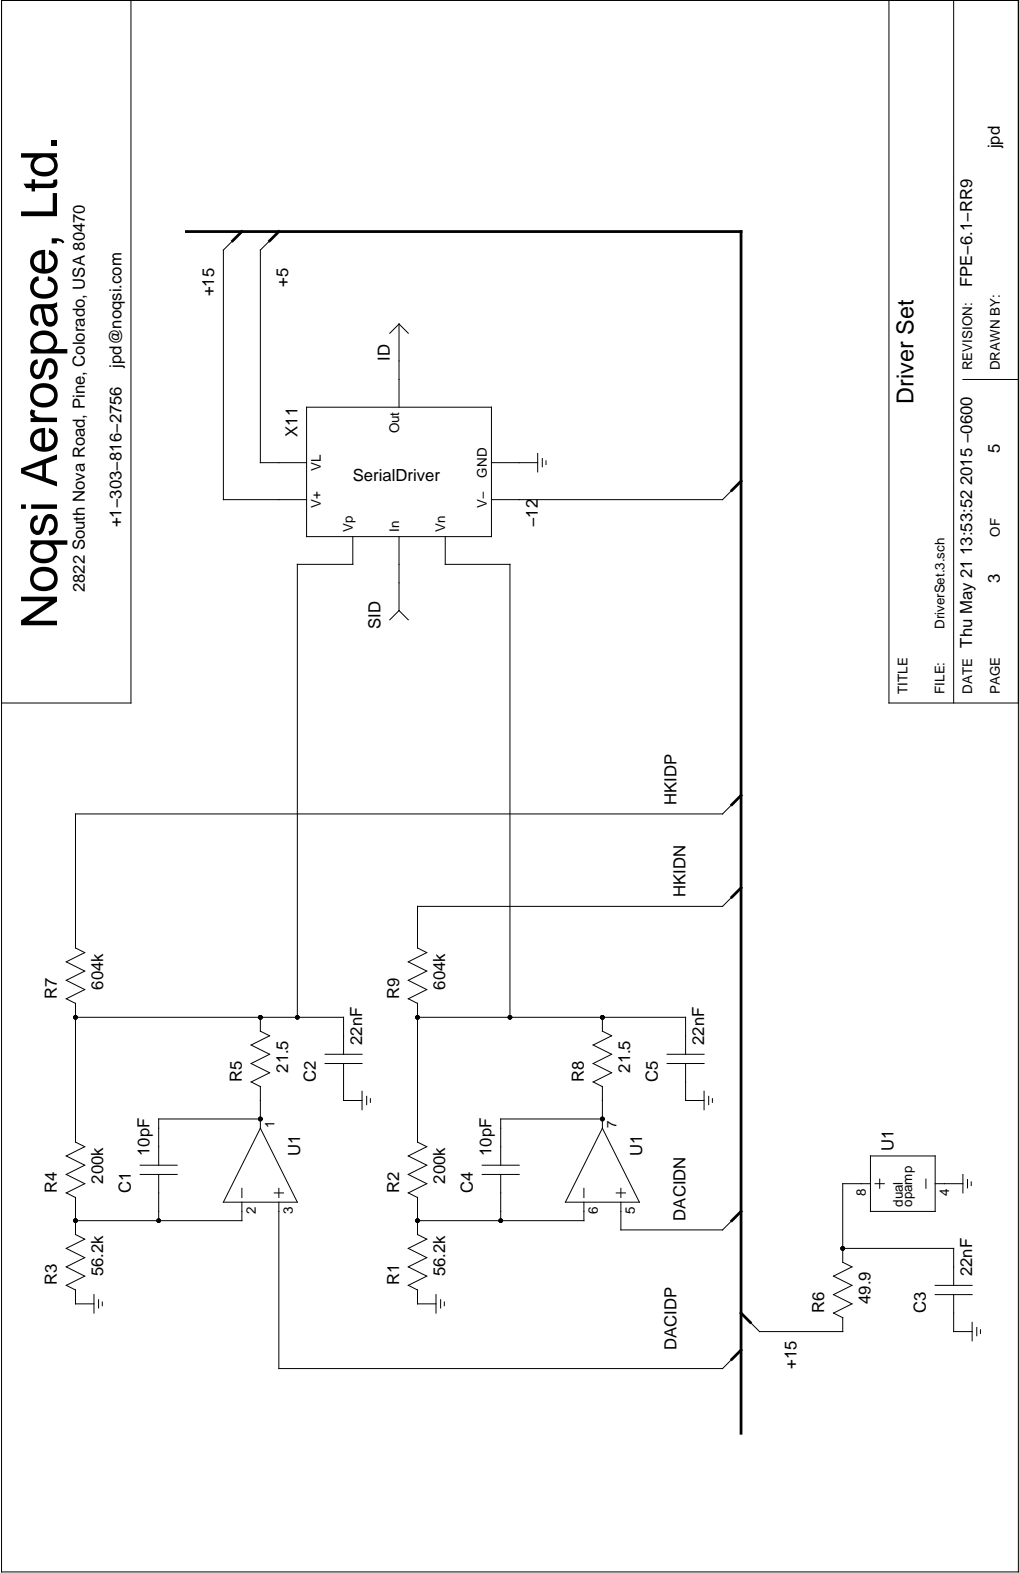 Noqsi Aerospace, Ltd.
2822 South Nova Road, Pine, Colorado, USA 80470
+1−303−816−2756 jpd@noqsi.com
R3
56.2k
R4
200k
C1
10pF
2
3
−
+
1
U1
R5
21.5
C2
22nF
R7
604k
R1
56.2k
R2
200k
C4
10pF
6
5
−
+
7
U1
R8
21.5
C5
22nF
R9
604k
DACIDP
DACIDN
HKIDN
HKIDP
+15
+5
X11
V+
VL
Vp
In
Vn
SerialDriver
Out
V−
GND
SID
ID
−12
+15
R6
49.9
C3
22nF
U1
8
+
dual
opamp
−
4
TITLE
Driver Set
FILE: DriverSet.3.sch
REVISION: FPE−6.1−RR9
DATE Thu May 21 13:53:52 2015 −0600
PAGE 3 OF 5
DRAWN BY: jpd